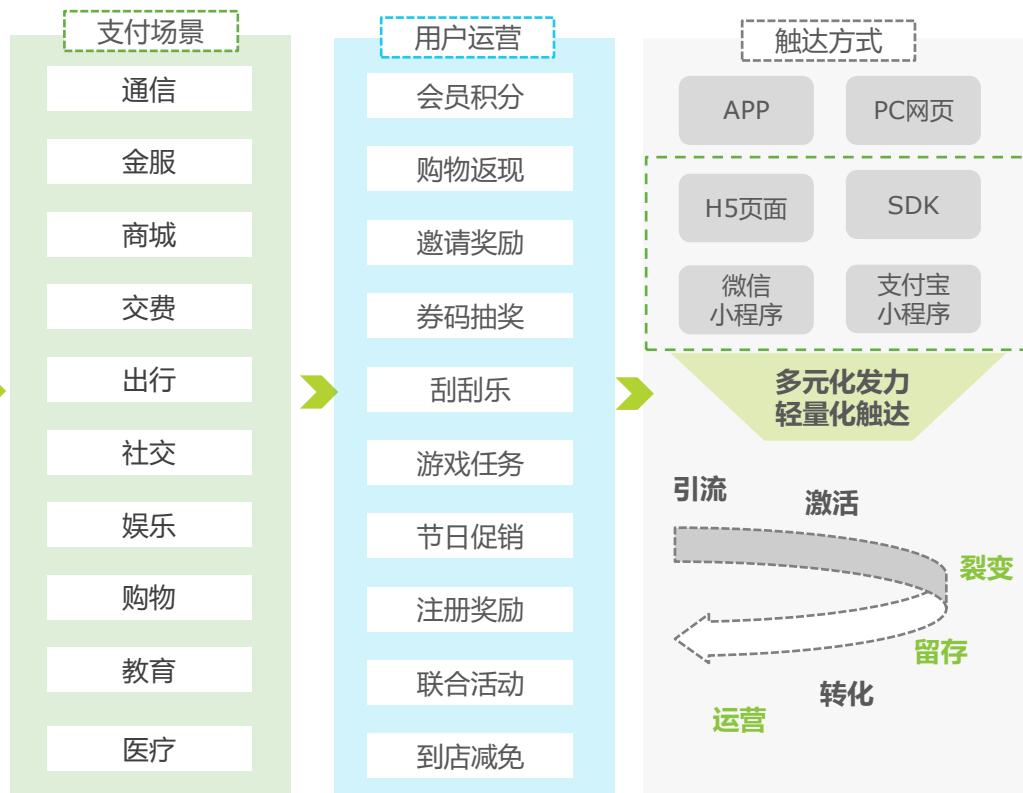 支付场景
通信
金服
商城
交费
出行
社交
娱乐
购物
教育
医疗
用户运营
会员积分
购物返现
邀请奖励
券码抽奖
刮刮乐
游戏任务
节日促销
注册奖励
联合活动
到店减免
触达方式
APP
PC网页
H5页面
SDK
微信
小程序
支付宝
小程序
多元化发力
轻量化触达
引流
激活
裂变
留存
转化
运营